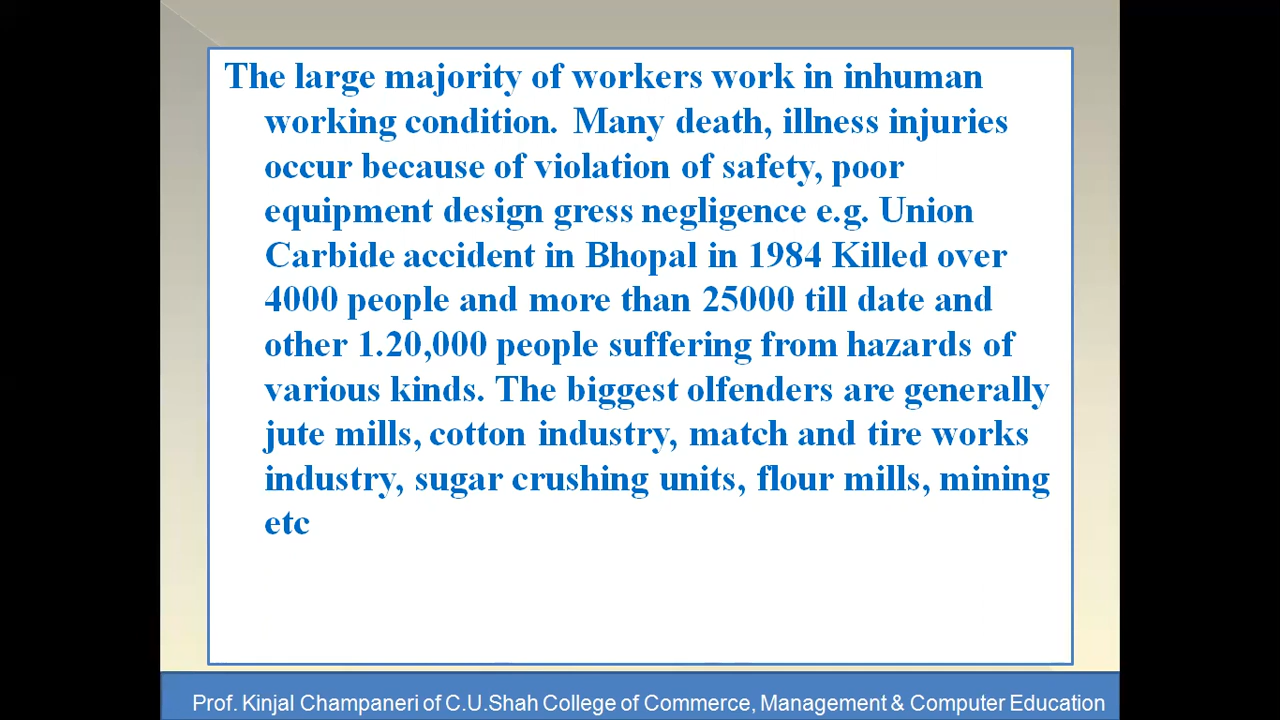 The large majority of workers work in inhuman
working condition. Many death, illness injuries
occur because of violation of safety, poor
equipment design gress negligence e.g. Union
Carbide accident in Bhopal in 1984 Killed over
4000 people and more than 25000 till date and
other 1.20,000 people suffering from hazards of
various kinds. The biggest olfenders are generally
jute mills, cotton industry, match and tire works
industry, sugar crushing units, flour mills, mining
etc
Prof. Kinjal Champaneri of C.U.Shah College of Commerce, Management & Computer Education